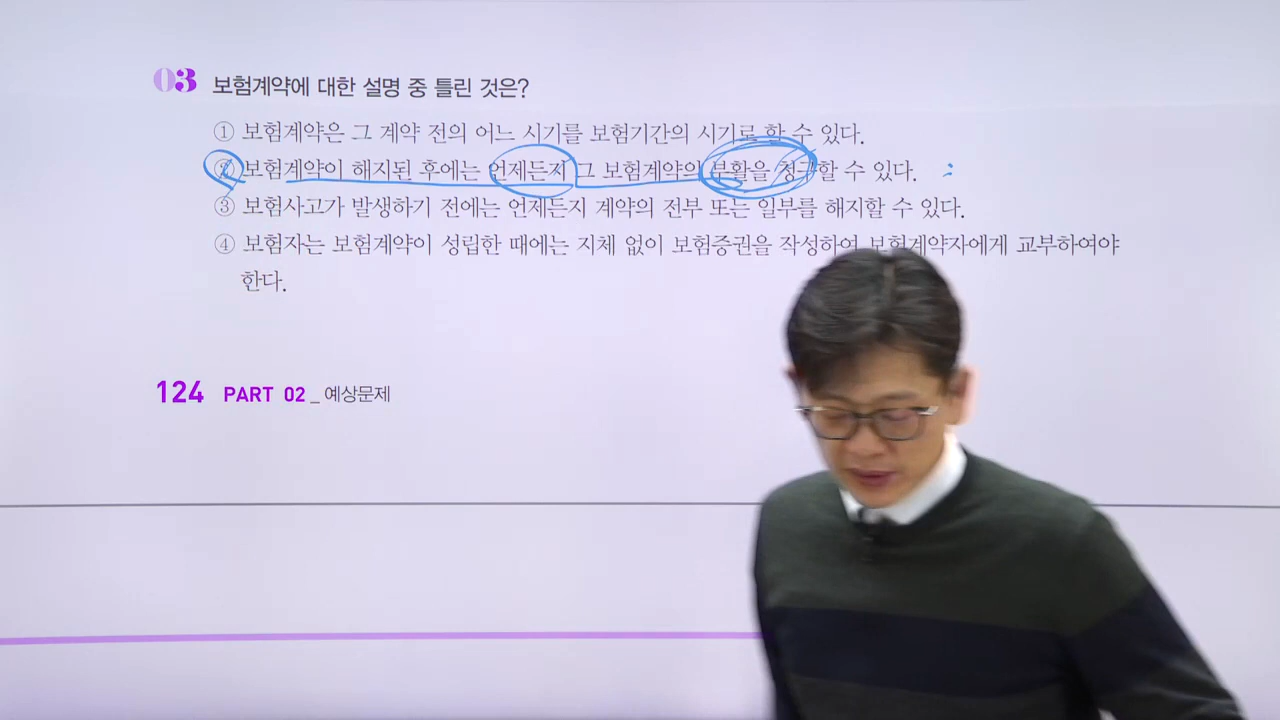 03 보험계약에 대한 설명 중 틀린 것은?
① 보험계약은 그 계약 전의 어느 시기를 보험기간의 시기로 할 수 있다.
② 보험계약이 해지된 후에는 언제든지 그 보험계약의 부활을 청구할 수 있다.
③ 보험사고가 발생하기 전에는 언제든지 계약의 전부 또는 일부를 해지할 수 있다.
④ 보험자는 보험계약이 성립한 때에는 지체 없이 보험증권을 작성하여 보험계약자에게 교부하여야
한다.
124 PART 02 _ 예상문제